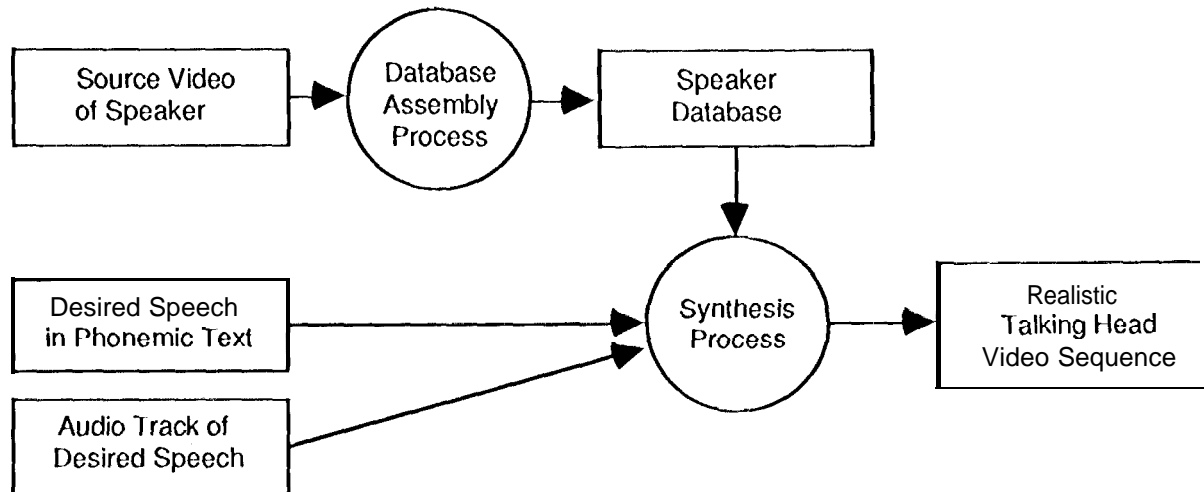 Source Video
of Speaker
Database
Assembly
Process
Speaker
Database
Desired Speech
in Phonemic Text
Synthesis
Process
Realistic
Talking Head
Video Sequence
Audio Track of
Desired Speech